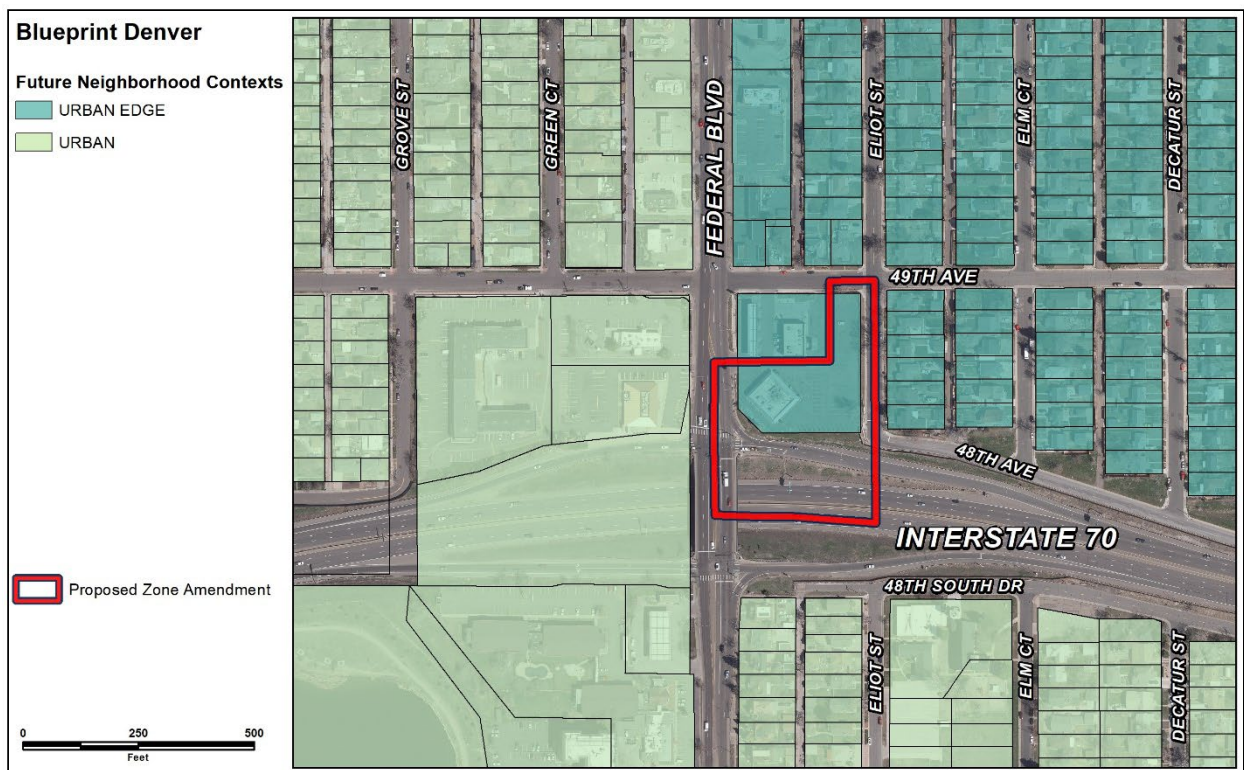 Blueprint Denver
Future Neighborhood Contexts
URBAN EDGE
URBAN
Proposed Zone Amendment
0 250 500
Feet
GROVE ST
GREEN CT
FEDERAL BLVD
ELIOT ST
ELM CT
DECATUR ST
49TH AVE
48TH AVE
INTERSTATE 70
48TH SOUTH DR
ELIOT ST
ELM CT
DECATUR ST